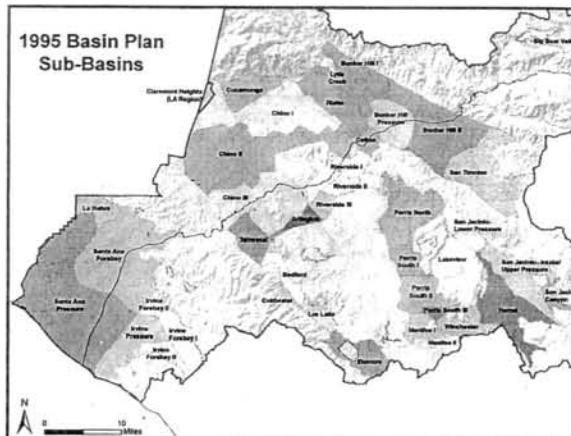 1995 Basin Plan
Sub-Basins
Big Bear Valley
Bunker Hill I
Lytle
Creek
Cucamonga
Rialto
Claremont Heights
(LA Region)
Chino I
Bunker Hill
Pressure
Bunker Hill II
Colton
Chino II
San Timoteo
Riverside I
Riverside II
Chino III
Riverside III
La Habra
Arlington
Perris North
San Jacinto-
Lower Pressure
Temescal
Santa Ana
Forebay
Perris
South I
Lakeview
San Jacinto-Intake/
Upper Pressure
Bedford
San Jacinto
Canyon
Santa Ana
Pressure
Coldwater
Perris
South II
Irvine
Forebay II
Lee Lake
Perris South III
Hemet
Irvine
Pressure
Irvine
Forebay I
Menifee I
Winchester
Irvine
Forebay II
Menifee II
Elsinore
N
0
10
Miles